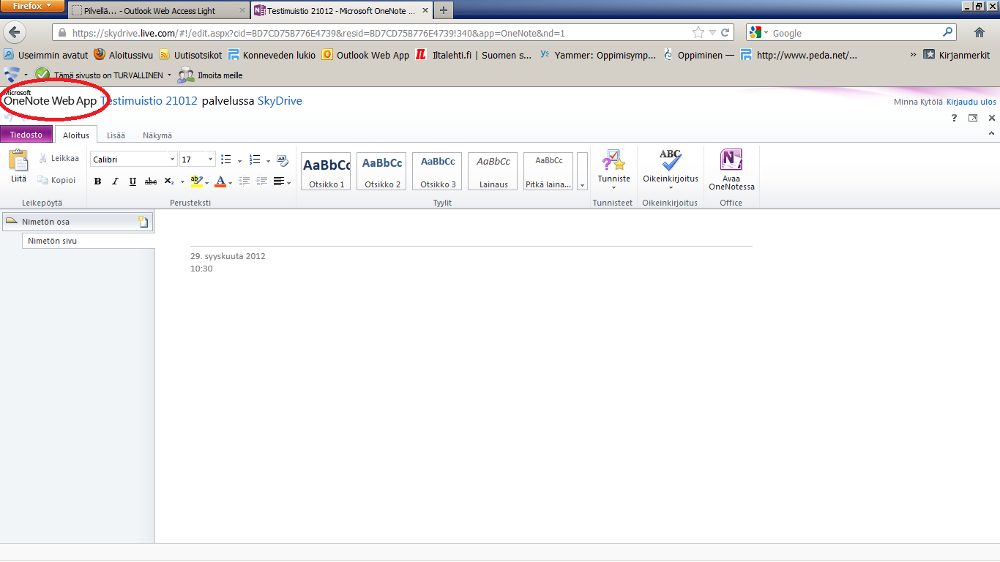 Firefox
Pilvellä... - Outlook Web Access Light
Testimuistio 21012 - Microsoft OneNote ...
https://skydrive.live.com/#!/edit.aspx?cid=BD7CD75B776E4739&resid=BD7CD75B776E4739!340&app=OneNote&nd=1
Google
Useimmin avatut Aloitussivu Uutisotsikot Konneveden lukio Outlook Web App Iltalehti.fi | Suomen s... Yammer: Oppimisymp... Oppiminen — http://www.peda.net/... » Kirjanmerkit
Tämä sivusto on TURVALLINEN Ilmoita meille
Microsoft
OneNote Web App Testimuistio 21012 palvelussa SkyDrive
Minna Kytölä Kirjaudu ulos
Tiedosto Aloitus Lisää Näkymä
Liitä
Leikkaa
Kopioi
Leikepöytä
Calibri 17
B I U abc X₂ ab A
Perusteksti
AaBbCc AaBbCc AaBbCc AaBbCc AaBbCc
Otsikko 1 Otsikko 2 Otsikko 3 Lainaus Pitkä laina...
Tyylit
Tunniste
Tunnisteet
ABC
Oikeinkirjoitus
Oikeinkirjoitus
Avaa
OneNotessa
Office
Nimetön osa
Nimetön sivu
29. syyskuuta 2012
10:30